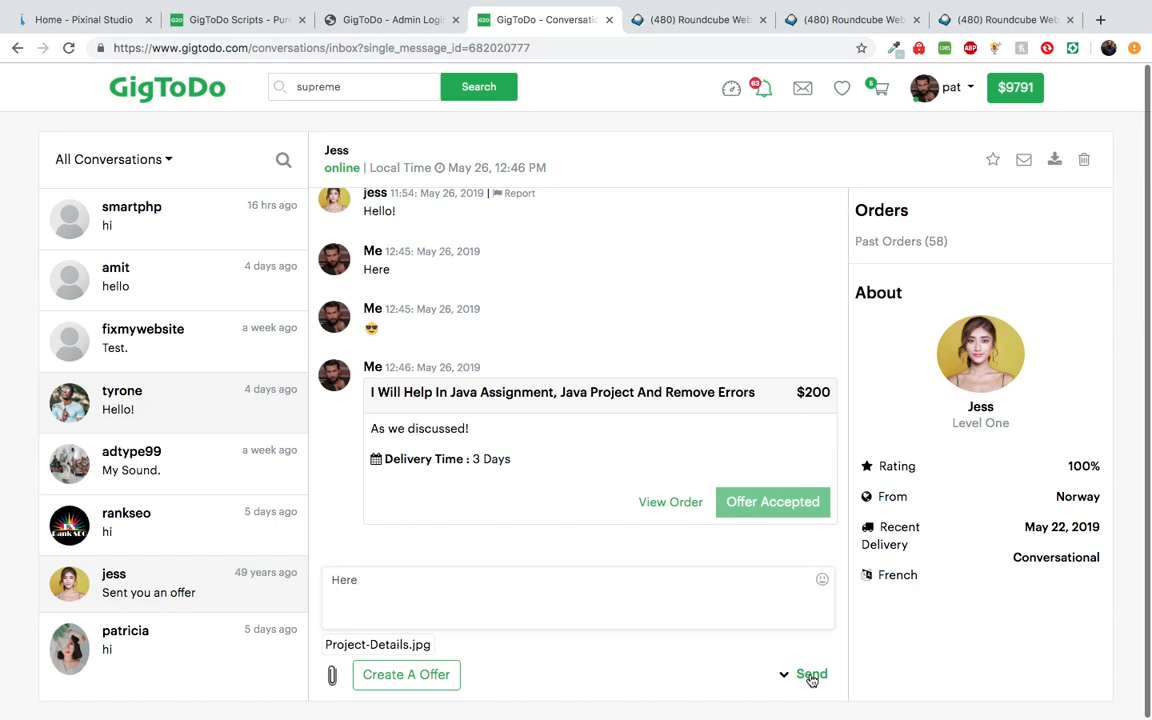 Home - Pixinal Studio
GigToDo Scripts - Pure
GigToDo - Admin Login
GigToDo - Conversatio
(480) Roundcube Web
(480) Roundcube Web
(480) Roundcube Web
https://www.gigtodo.com/conversations/inbox?single_message_id=682020777
GigToDo
supreme
Search
63
5
pat
$9791
All Conversations
smartphp
16 hrs ago
hi
amit
4 days ago
hello
fixmywebsite
a week ago
Test.
tyrone
4 days ago
Hello!
adtype99
a week ago
My Sound.
rankseo
5 days ago
hi
jess
49 years ago
Sent you an offer
patricia
5 days ago
hi
Jess
online | Local Time May 26, 12:46 PM
jess 11:54: May 26, 2019 | Report
Hello!
Me 12:45: May 26, 2019
Here
Me 12:45: May 26, 2019
Me 12:46: May 26, 2019
I Will Help In Java Assignment, Java Project And Remove Errors $200
As we discussed!
Delivery Time : 3 Days
View Order
Offer Accepted
Here
Project-Details.jpg
Create A Offer
Send
Orders
Past Orders (58)
About
Jess
Level One
Rating 100%
From Norway
Recent Delivery May 22, 2019
Conversational
French